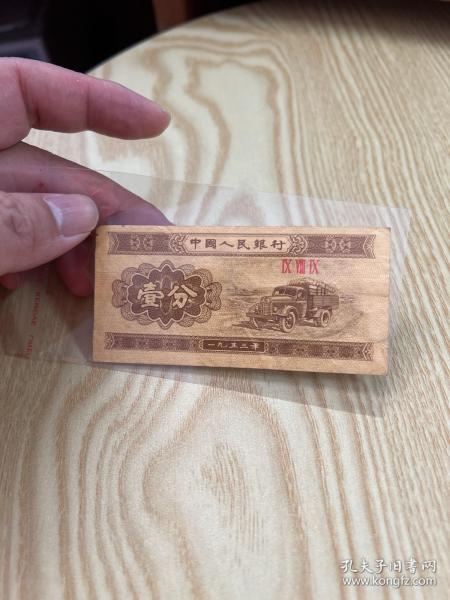 中國人民銀行
IX VIII IX
壹分
一九五三年
孔夫子旧书网
www.kongfz.com